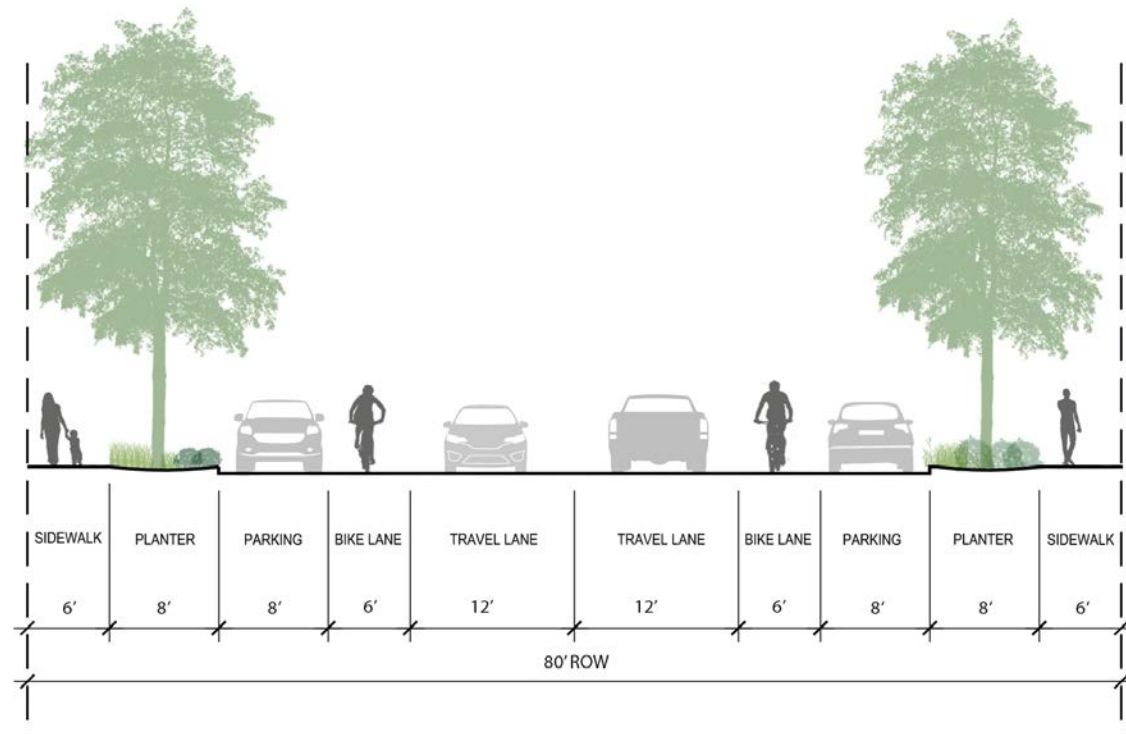 SIDEWALK PLANTER PARKING BIKE LANE TRAVEL LANE TRAVEL LANE BIKE LANE PARKING PLANTER SIDEWALK
6′ 8′ 8′ 6′ 12′ 12′ 6′ 8′ 8′ 6′
80′ ROW